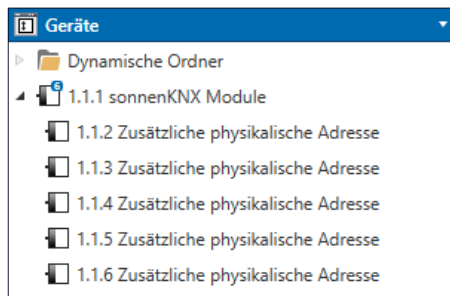 Geräte
Dynamische Ordner
6
1.1.1 sonnenKNX Module
1.1.2 Zusätzliche physikalische Adresse
1.1.3 Zusätzliche physikalische Adresse
1.1.4 Zusätzliche physikalische Adresse
1.1.5 Zusätzliche physikalische Adresse
1.1.6 Zusätzliche physikalische Adresse